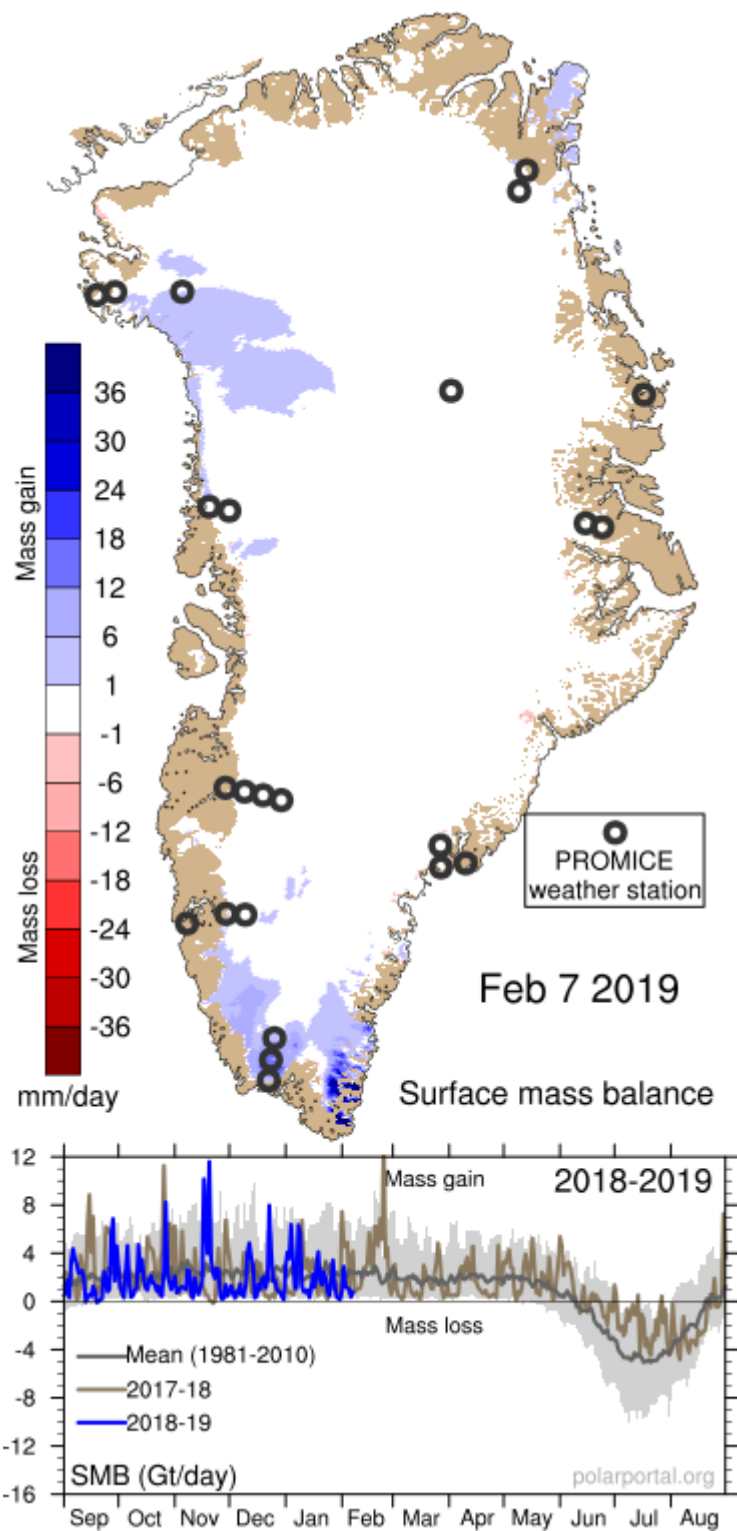 36
30
24
18
12
6
1
-1
-6
-12
-18
-24
-30
-36
Mass gain
Mass loss
mm/day
PROMICE
weather station
Feb 7 2019
Surface mass balance
12
8
4
0
-4
-8
-12
-16
Mass gain
2018-2019
Mass loss
Mean (1981-2010)
2017-18
2018-19
SMB (Gt/day)
polarportal.org
Sep Oct Nov Dec Jan Feb Mar Apr May Jun Jul Aug